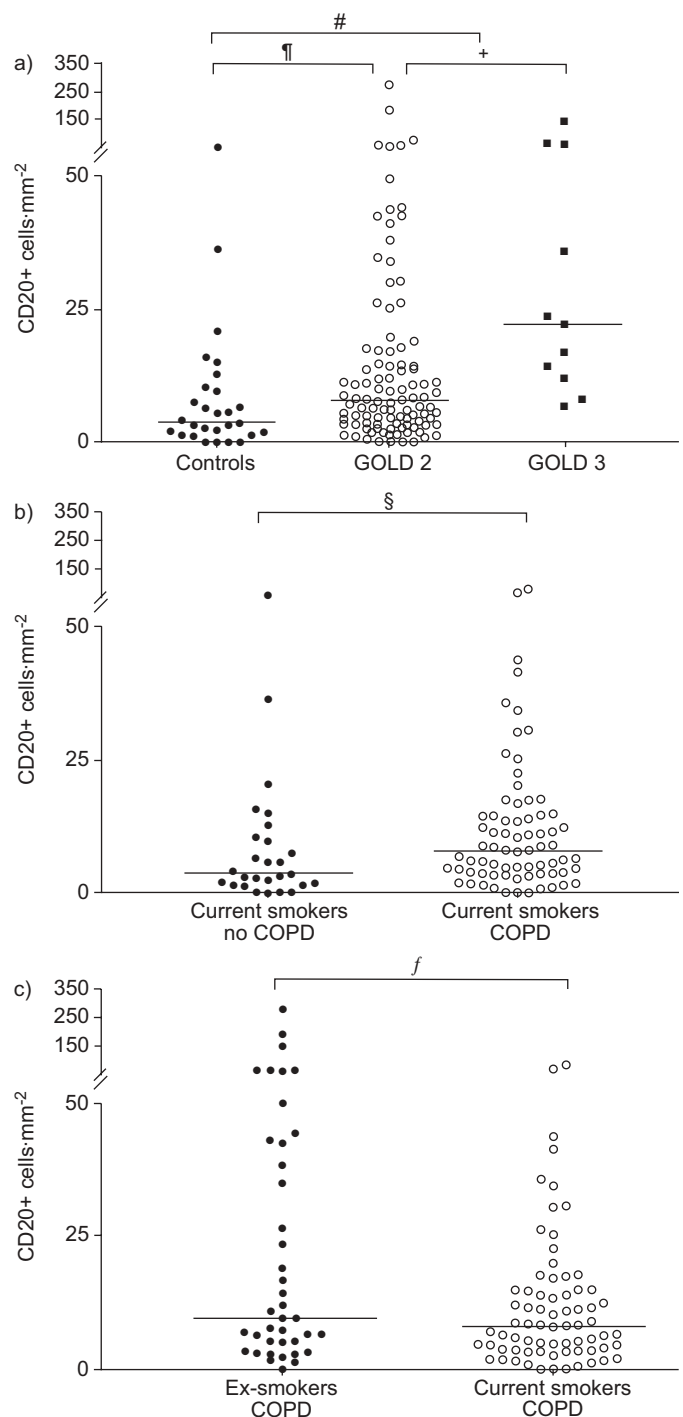 #
a)
¶
+
350
250
150
50
25
0
CD20+ cells·mm-2
Controls
GOLD 2
GOLD 3
b)
§
350
250
150
50
25
0
CD20+ cells·mm-2
Current smokers
no COPD
Current smokers
COPD
c)
ƒ
350
250
150
50
25
0
CD20+ cells·mm-2
Ex-smokers
COPD
Current smokers
COPD